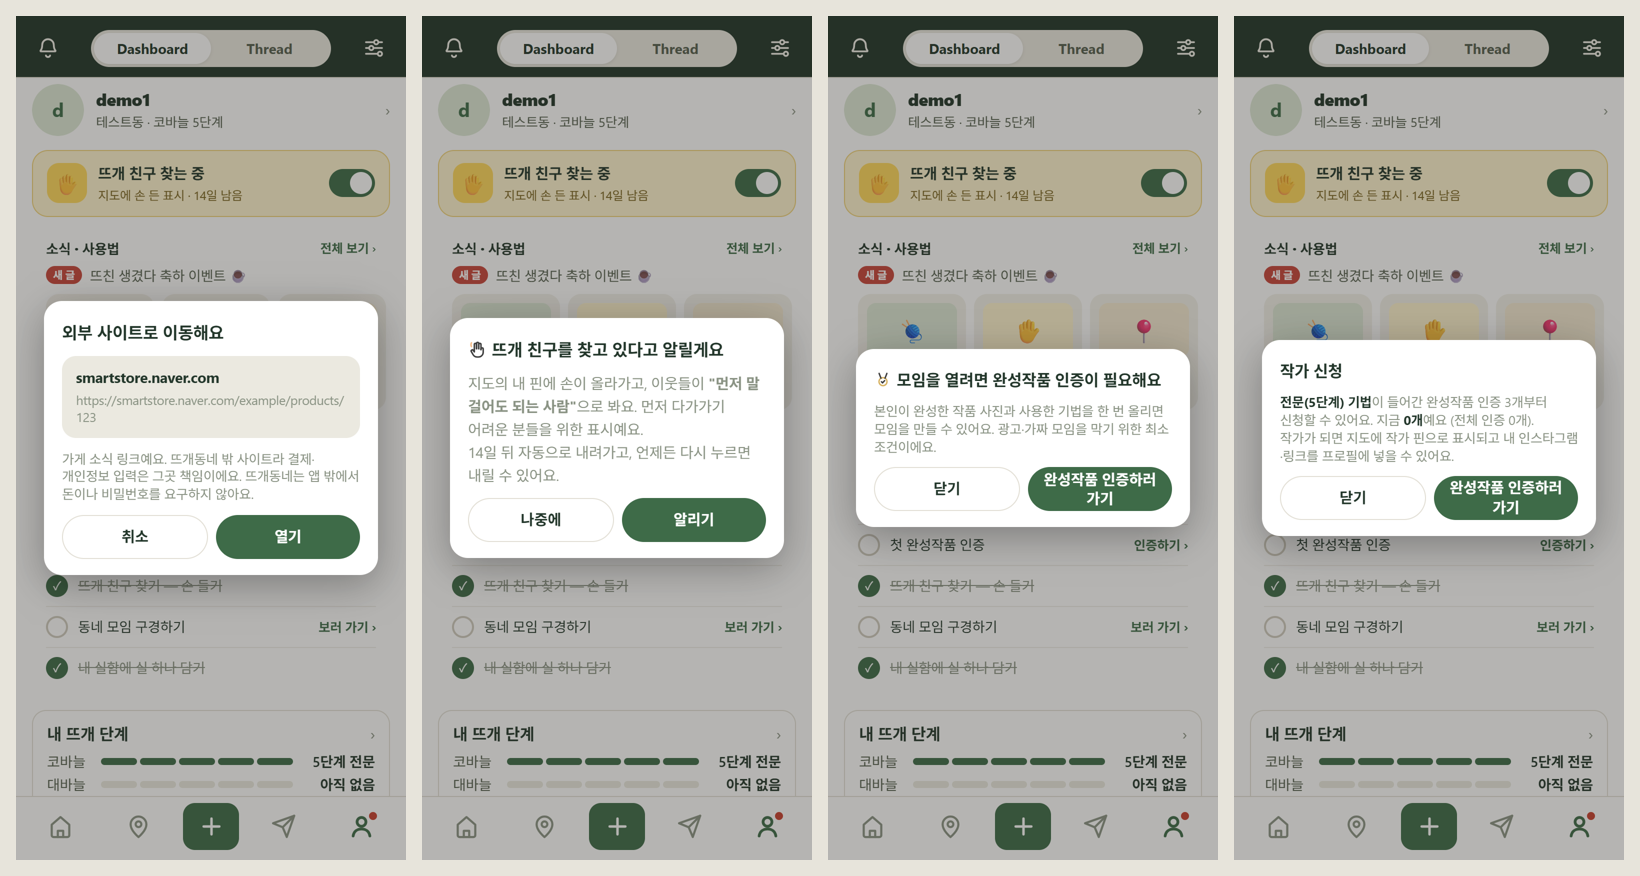 Dashboard
Thread
demo1
테스트동 · 코바늘 5단계
뜨개 친구 찾는 중
지도에 손 든 표시 · 14일 남음
소식 · 사용법
전체 보기 ›
새 글
뜨친 생겼다 축하 이벤트
외부 사이트로 이동해요
smartstore.naver.com
https://smartstore.naver.com/example/products/
123
가게 소식 링크예요. 뜨개동네 밖 사이트라 결제·
개인정보 입력은 그곳 책임이에요. 뜨개동네는 앱 밖에서
돈이나 비밀번호를 요구하지 않아요.
취소
열기
뜨개 친구 찾기 — 손 들기
동네 모임 구경하기
보러 가기 ›
내 실함에 실 하나 담기
내 뜨개 단계
코바늘
5단계 전문
대바늘
아직 없음
Dashboard
Thread
demo1
테스트동 · 코바늘 5단계
뜨개 친구 찾는 중
지도에 손 든 표시 · 14일 남음
소식 · 사용법
전체 보기 ›
새 글
뜨친 생겼다 축하 이벤트
뜨개 친구를 찾고 있다고 알릴게요
지도의 내 핀에 손이 올라가고, 이웃들이 "먼저 말
걸어도 되는 사람"으로 봐요. 먼저 다가가기
어려운 분들을 위한 표시예요.
14일 뒤 자동으로 내려가고, 언제든 다시 누르면
내릴 수 있어요.
나중에
알리기
뜨개 친구 찾기 — 손 들기
동네 모임 구경하기
보러 가기 ›
내 실함에 실 하나 담기
내 뜨개 단계
코바늘
5단계 전문
대바늘
아직 없음
Dashboard
Thread
demo1
테스트동 · 코바늘 5단계
뜨개 친구 찾는 중
지도에 손 든 표시 · 14일 남음
소식 · 사용법
전체 보기 ›
새 글
뜨친 생겼다 축하 이벤트
모임을 열려면 완성작품 인증이 필요해요
본인이 완성한 작품 사진과 사용한 기법을 한 번 올리면
모임을 만들 수 있어요. 광고·가짜 모임을 막기 위한 최소
조건이에요.
닫기
완성작품 인증하러
가기
첫 완성작품 인증
인증하기 ›
뜨개 친구 찾기 — 손 들기
동네 모임 구경하기
보러 가기 ›
내 실함에 실 하나 담기
내 뜨개 단계
코바늘
5단계 전문
대바늘
아직 없음
Dashboard
Thread
demo1
테스트동 · 코바늘 5단계
뜨개 친구 찾는 중
지도에 손 든 표시 · 14일 남음
소식 · 사용법
전체 보기 ›
새 글
뜨친 생겼다 축하 이벤트
작가 신청
전문(5단계) 기법이 들어간 완성작품 인증 3개부터
신청할 수 있어요. 지금 0개예요 (전체 인증 0개).
작가가 되면 지도에 작가 핀으로 표시되고 내 인스타그램
·링크를 프로필에 넣을 수 있어요.
닫기
완성작품 인증하러
가기
첫 완성작품 인증
인증하기 ›
뜨개 친구 찾기 — 손 들기
동네 모임 구경하기
보러 가기 ›
내 실함에 실 하나 담기
내 뜨개 단계
코바늘
5단계 전문
대바늘
아직 없음